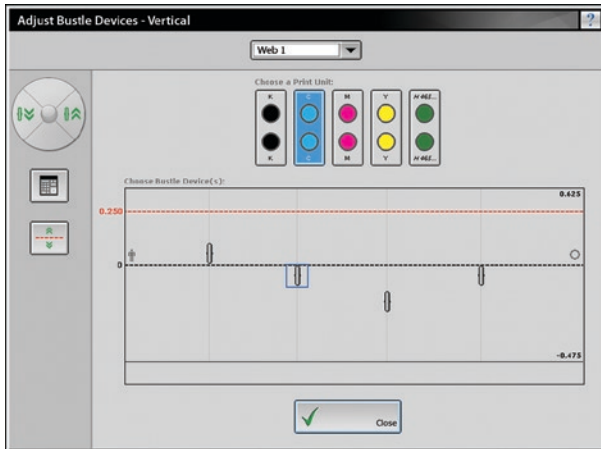 Adjust Bustle Devices - Vertical
?
Web 1
Choose a Print Unit:
K C M Y
K C M Y
Choose Bustle Device(s):
0.625
0.250
0
-0.475
Close